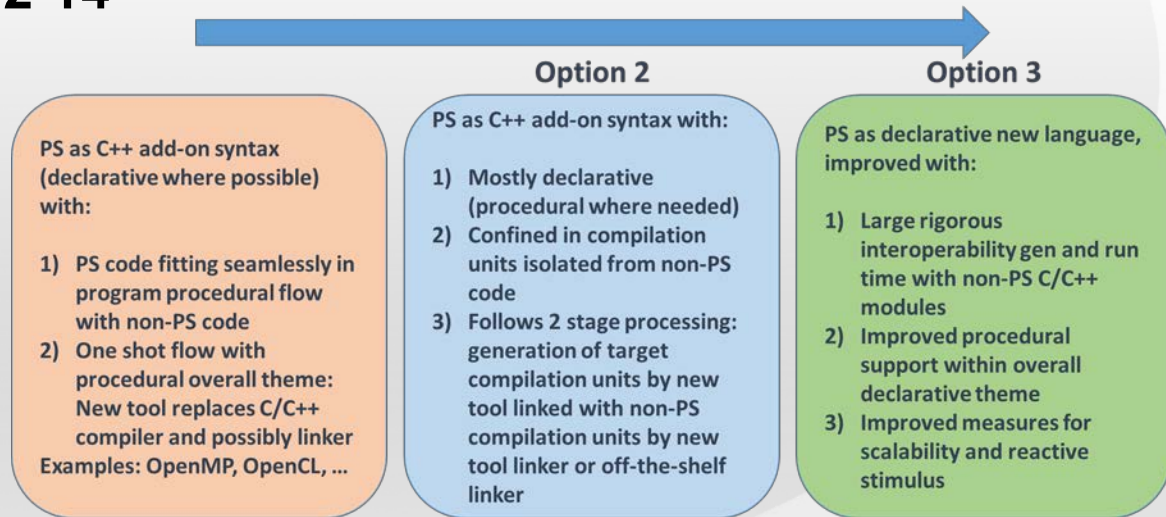 2-14
Option 2
Option 3
PS as C++ add-on syntax
(declarative where possible)
with:
1) PS code fitting seamlessly in
program procedural flow
with non-PS code
2) One shot flow with
procedural overall theme:
New tool replaces C/C++
compiler and possibly linker
Examples: OpenMP, OpenCL, ...
PS as C++ add-on syntax with:
1) Mostly declarative
(procedural where needed)
2) Confined in compilation
units isolated from non-PS
code
3) Follows 2 stage processing:
generation of target
compilation units by new
tool linked with non-PS
compilation units by new
tool linker or off-the-shelf
linker
PS as declarative new language,
improved with:
1) Large rigorous
interoperability gen and run
time with non-PS C/C++
modules
2) Improved procedural
support within overall
declarative theme
3) Improved measures for
scalability and reactive
stimulus